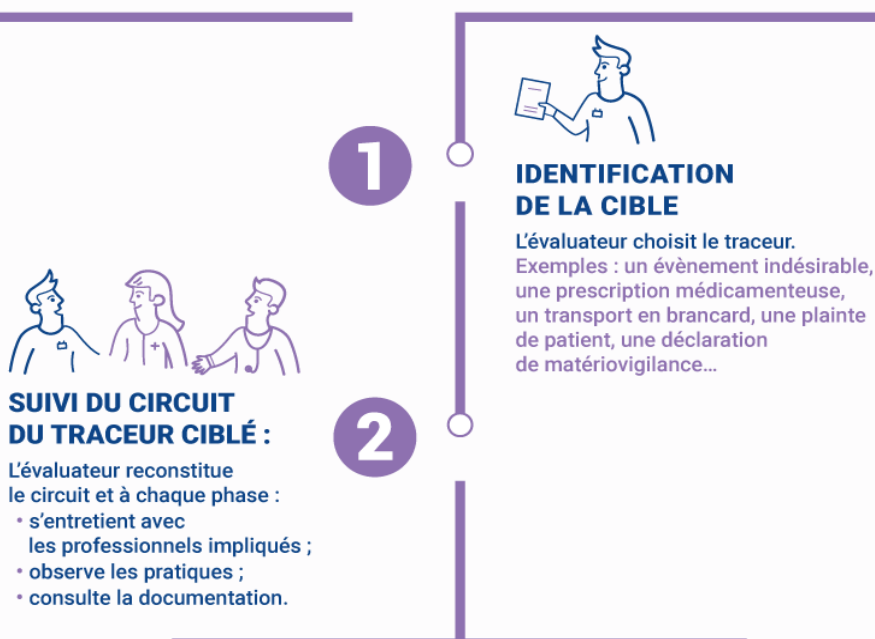 1
IDENTIFICATION
DE LA CIBLE
L'évaluateur choisit le traceur.
Exemples : un évènement indésirable,
une prescription médicamenteuse,
un transport en brancard, une plainte
de patient, une déclaration
de matériovigilance…
2
SUIVI DU CIRCUIT
DU TRACEUR CIBLÉ :
L'évaluateur reconstitue
le circuit et à chaque phase :
• s'entretient avec
les professionnels impliqués ;
• observe les pratiques ;
• consulte la documentation.